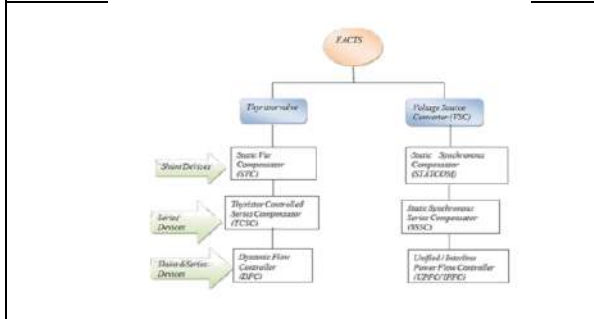 FACTS
Thyristor valve
Voltage Source
Converter (VSC)
Shunt Devices
Static Var
Compensator
(SVC)
Static Synchronous
Compensator
(STATCOM)
Series
Devices
Thyristor Controlled
Series Compensator
(TCSC)
Static Synchronous
Series Compensator
(SSSC)
Shunt & Series
Devices
Dynamic Flow
Controller
(DFC)
Unified / Interline
Power Flow Controller
(UPFC/IPFC)